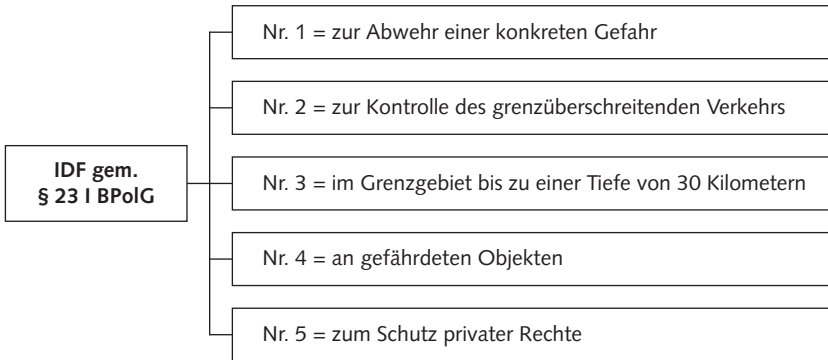 Nr. 1 = zur Abwehr einer konkreten Gefahr
Nr. 2 = zur Kontrolle des grenzüberschreitenden Verkehrs
IDF gem.
§ 23 I BPolG
Nr. 3 = im Grenzgebiet bis zu einer Tiefe von 30 Kilometern
Nr. 4 = an gefährdeten Objekten
Nr. 5 = zum Schutz privater Rechte